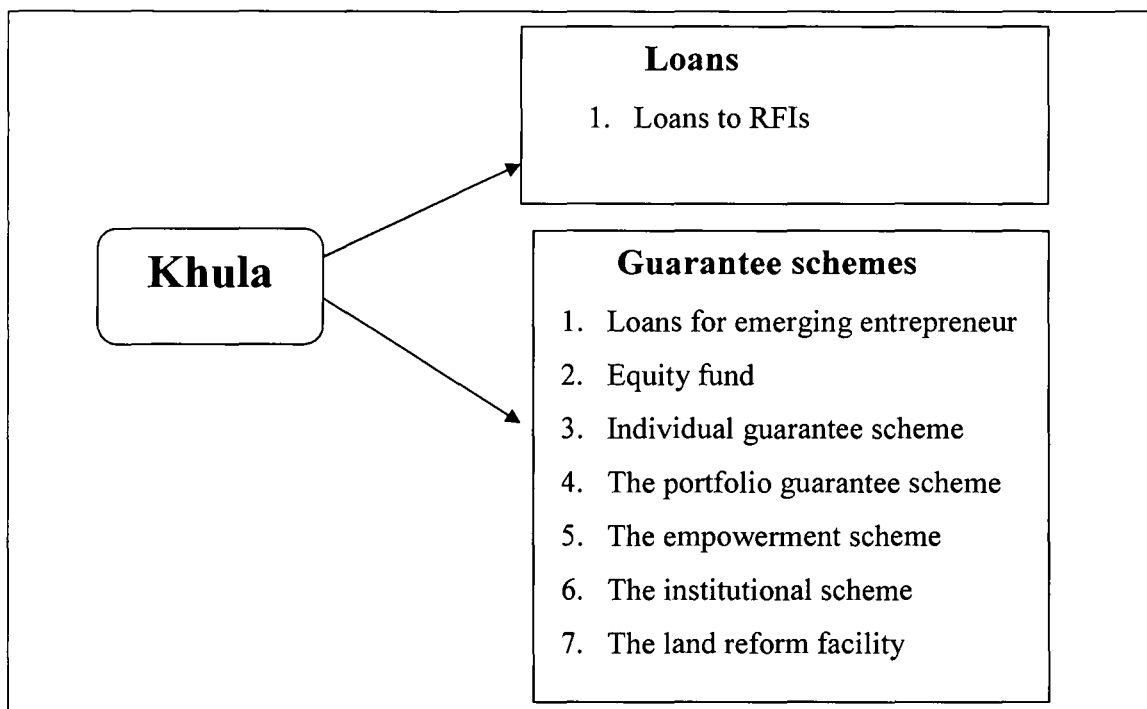 Loans
1. Loans to RFIs
Khula
Guarantee schemes
1. Loans for emerging entrepreneur
2. Equity fund
3. Individual guarantee scheme
4. The portfolio guarantee scheme
5. The empowerment scheme
6. The institutional scheme
7. The land reform facility